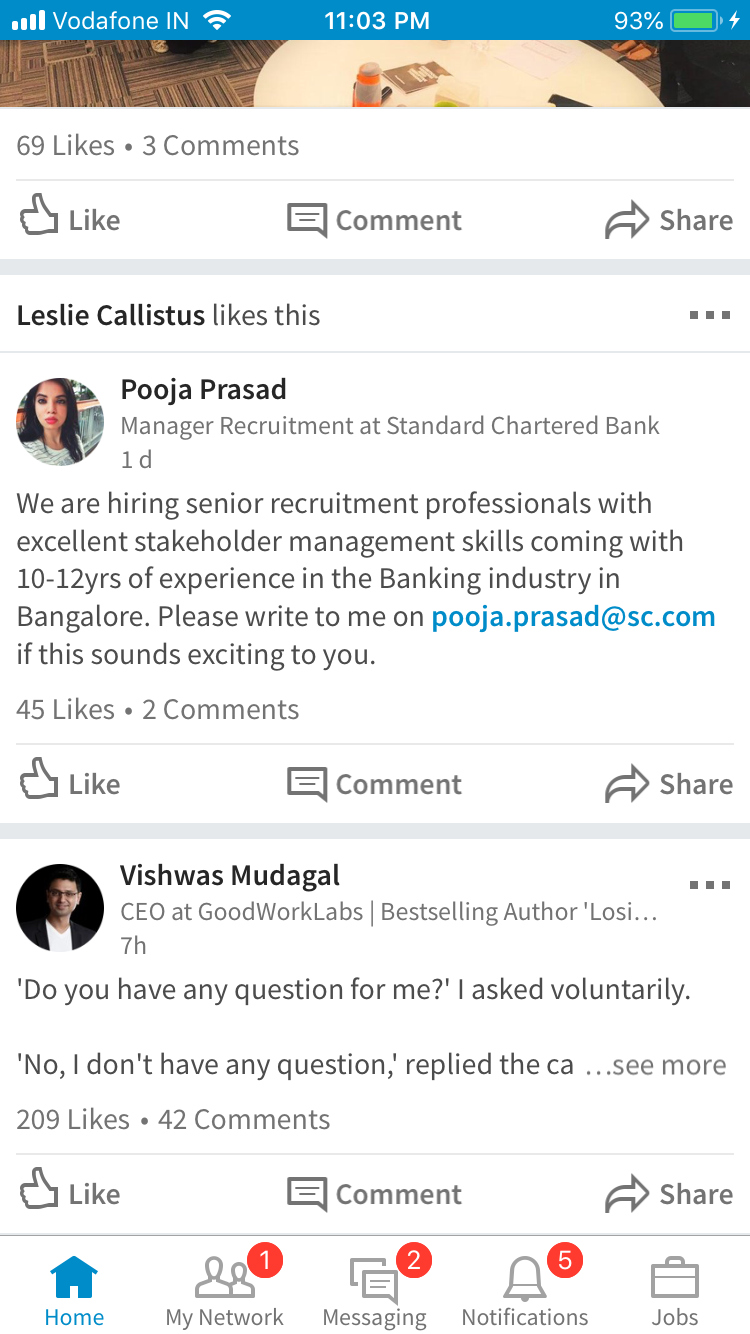 Vodafone IN 11:03 PM 93%
69 Likes • 3 Comments
Like Comment Share
Leslie Callistus likes this
Pooja Prasad
Manager Recruitment at Standard Chartered Bank
1 d
We are hiring senior recruitment professionals with
excellent stakeholder management skills coming with
10-12yrs of experience in the Banking industry in
Bangalore. Please write to me on pooja.prasad@sc.com
if this sounds exciting to you.
45 Likes • 2 Comments
Like Comment Share
Vishwas Mudagal
CEO at GoodWorkLabs | Bestselling Author 'Losi...
7h
'Do you have any question for me?' I asked voluntarily.
'No, I don't have any question,' replied the ca ...see more
209 Likes • 42 Comments
Like Comment Share
1 2 5
Home My Network Messaging Notifications Jobs